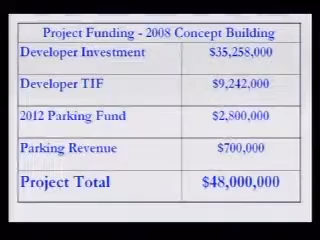 Project Funding - 2008 Concept Building
Developer Investment $35,258,000
Developer TIF $9,242,000
2012 Parking Fund $2,800,000
Parking Revenue $700,000
Project Total $48,000,000